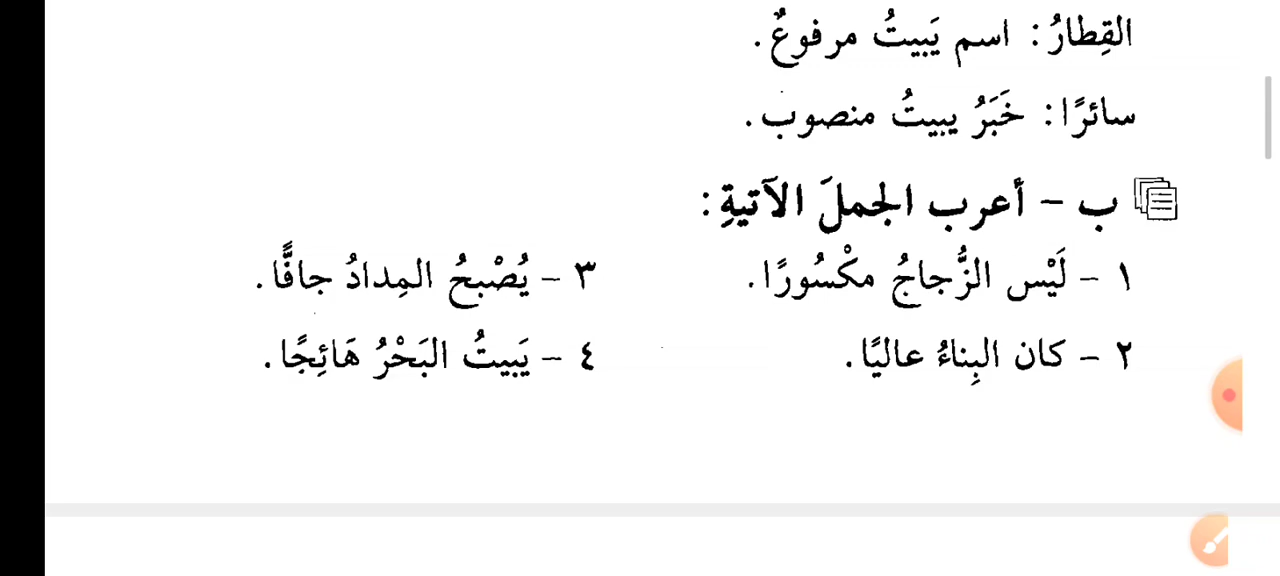 القِطارُ: اسم يَبيتُ مرفوعٌ.
سائرًا: خَبَرُ يبيتُ منصوب.
ب - أعرب الجملَ الآتيةِ:
١ - لَيْس الزُّجاجُ مكْسُورًا.
٢ - كان البِناءُ عاليًا.
٣ - يُصْبحُ المِدادُ جافًّا.
٤ - يَبيتُ البَحْرُ هَائِجًا.